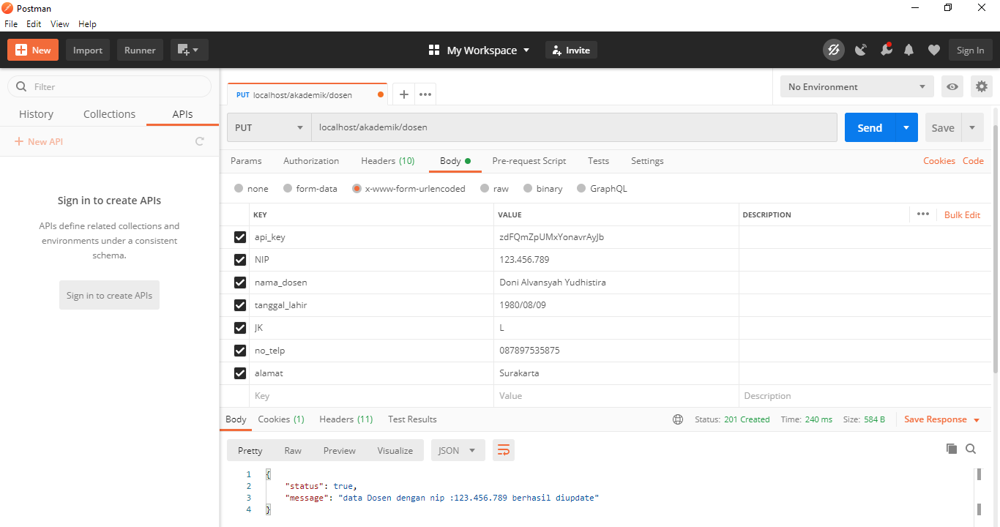 Postman
File Edit View Help
New Import Runner My Workspace Invite Sign In
Filter
History Collections APIs
+ New API
Sign in to create APIs
APIs define related collections and
environments under a consistent
schema.
Sign in to create APIs
PUT localhost/akademik/dosen
No Environment
PUT localhost/akademik/dosen Send Save
Params Authorization Headers (10) Body Pre-request Script Tests Settings Cookies Code
none form-data x-www-form-urlencoded raw binary GraphQL
KEY VALUE DESCRIPTION ••• Bulk Edit
api_key zdFQmZpUMxYonavrAyJb
NIP 123.456.789
nama_dosen Doni Alvansyah Yudhistira
tanggal_lahir 1980/08/09
JK L
no_telp 087897535875
alamat Surakarta
Key Value Description
Body Cookies (1) Headers (11) Test Results Status: 201 Created Time: 240 ms Size: 584 B Save Response
Pretty Raw Preview Visualize JSON
1 {
2 "status": true,
3 "message": "data Dosen dengan nip :123.456.789 berhasil diupdate"
4 }